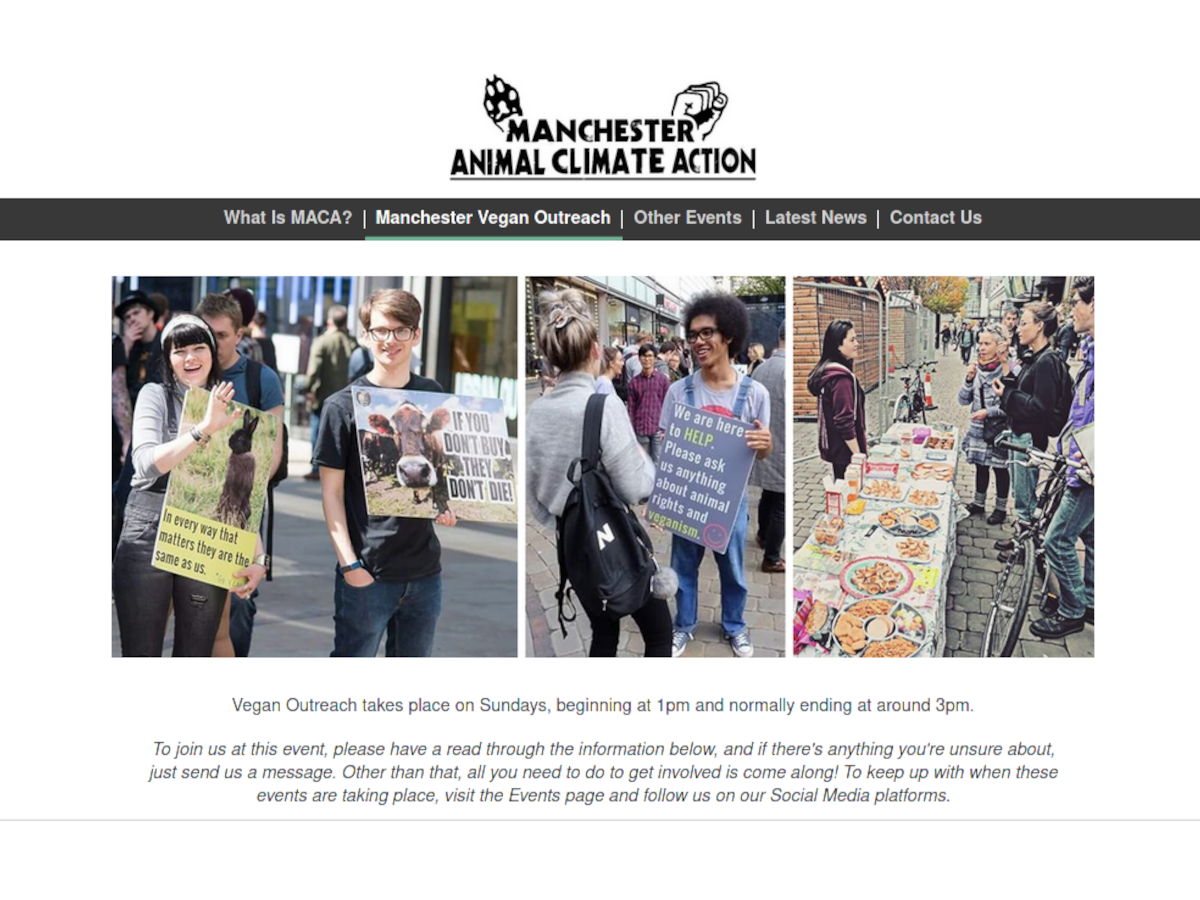 MANCHESTER
ANIMAL CLIMATE ACTION
What Is MACA? | Manchester Vegan Outreach | Other Events | Latest News | Contact Us
In every way that
matters they are the
same as us.
IF YOU
DON'T BUY
THEY
DON'T DIE!
We are here
to HELP.
Please ask
us anything
about animal
rights and
veganism.
N
Vegan Outreach takes place on Sundays, beginning at 1pm and normally ending at around 3pm.
To join us at this event, please have a read through the information below, and if there's anything you're unsure about,
just send us a message. Other than that, all you need to do to get involved is come along! To keep up with when these
events are taking place, visit the Events page and follow us on our Social Media platforms.